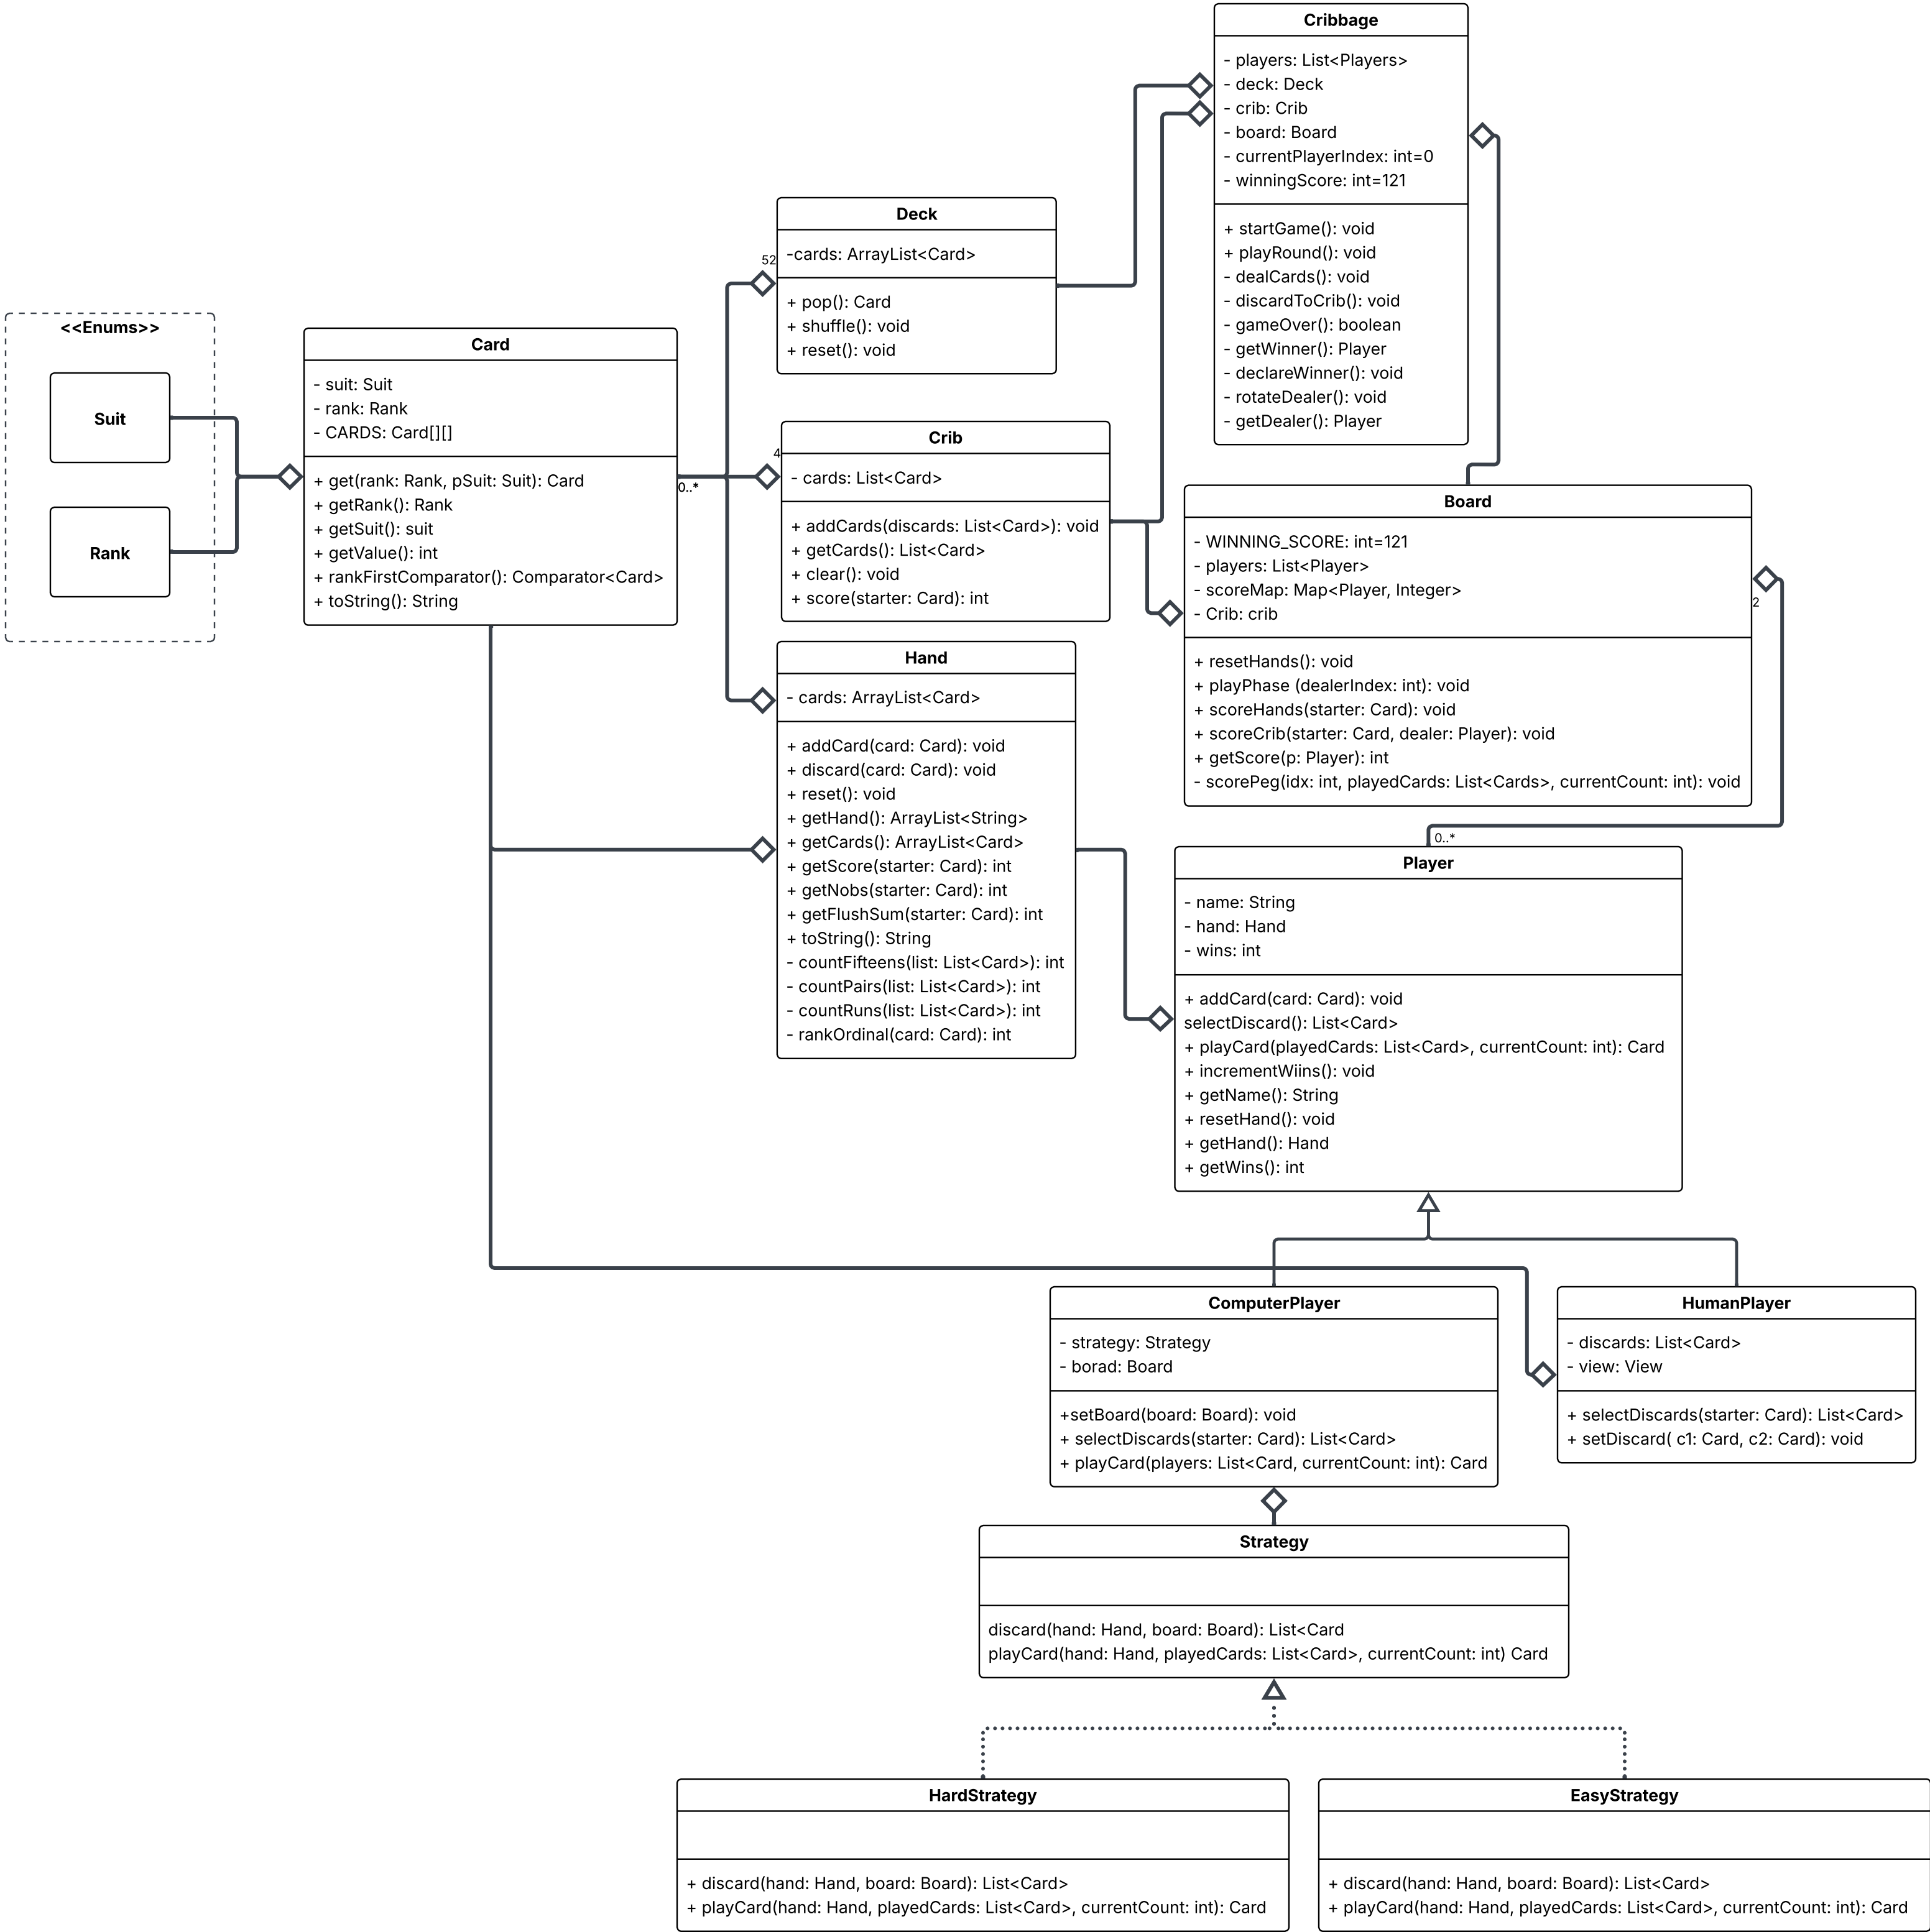 Cribbage
- players: List<Players>
- deck: Deck
- crib: Crib
- board: Board
- currentPlayerIndex: int=0
- winningScore: int=121
+ startGame(): void
+ playRound(): void
- dealCards(): void
- discardToCrib(): void
- gameOver(): boolean
- getWinner(): Player
- declareWinner(): void
- rotateDealer(): void
- getDealer(): Player
Deck
52
-cards: ArrayList<Card>
+ pop(): Card
+ shuffle(): void
+ reset(): void
<<Enums>>
Suit
Rank
Card
- suit: Suit
- rank: Rank
- CARDS: Card[][]
+ get(rank: Rank, pSuit: Suit): Card
+ getRank(): Rank
+ getSuit(): suit
+ getValue(): int
+ rankFirstComparator(): Comparator<Card>
+ toString(): String
0..*
Crib
4
- cards: List<Card>
+ addCards(discards: List<Card>): void
+ getCards(): List<Card>
+ clear(): void
+ score(starter: Card): int
Board
- WINNING_SCORE: int=121
- players: List<Player>
- scoreMap: Map<Player, Integer>
- Crib: crib
2
+ resetHands(): void
+ playPhase (dealerIndex: int): void
+ scoreHands(starter: Card): void
+ scoreCrib(starter: Card, dealer: Player): void
+ getScore(p: Player): int
- scorePeg(idx: int, playedCards: List<Cards>, currentCount: int): void
Hand
- cards: ArrayList<Card>
+ addCard(card: Card): void
+ discard(card: Card): void
+ reset(): void
+ getHand(): ArrayList<String>
+ getCards(): ArrayList<Card>
+ getScore(starter: Card): int
+ getNobs(starter: Card): int
+ getFlushSum(starter: Card): int
+ toString(): String
- countFifteens(list: List<Card>): int
- countPairs(list: List<Card>): int
- countRuns(list: List<Card>): int
- rankOrdinal(card: Card): int
0..*
Player
- name: String
- hand: Hand
- wins: int
+ addCard(card: Card): void
selectDiscard(): List<Card>
+ playCard(playedCards: List<Card>, currentCount: int): Card
+ incrementWiins(): void
+ getName(): String
+ resetHand(): void
+ getHand(): Hand
+ getWins(): int
ComputerPlayer
- strategy: Strategy
- borad: Board
+setBoard(board: Board): void
+ selectDiscards(starter: Card): List<Card>
+ playCard(players: List<Card, currentCount: int): Card
HumanPlayer
- discards: List<Card>
- view: View
+ selectDiscards(starter: Card): List<Card>
+ setDiscard( c1: Card, c2: Card): void
Strategy
discard(hand: Hand, board: Board): List<Card
playCard(hand: Hand, playedCards: List<Card>, currentCount: int) Card
HardStrategy
+ discard(hand: Hand, board: Board): List<Card>
+ playCard(hand: Hand, playedCards: List<Card>, currentCount: int): Card
EasyStrategy
+ discard(hand: Hand, board: Board): List<Card>
+ playCard(hand: Hand, playedCards: List<Card>, currentCount: int): Card